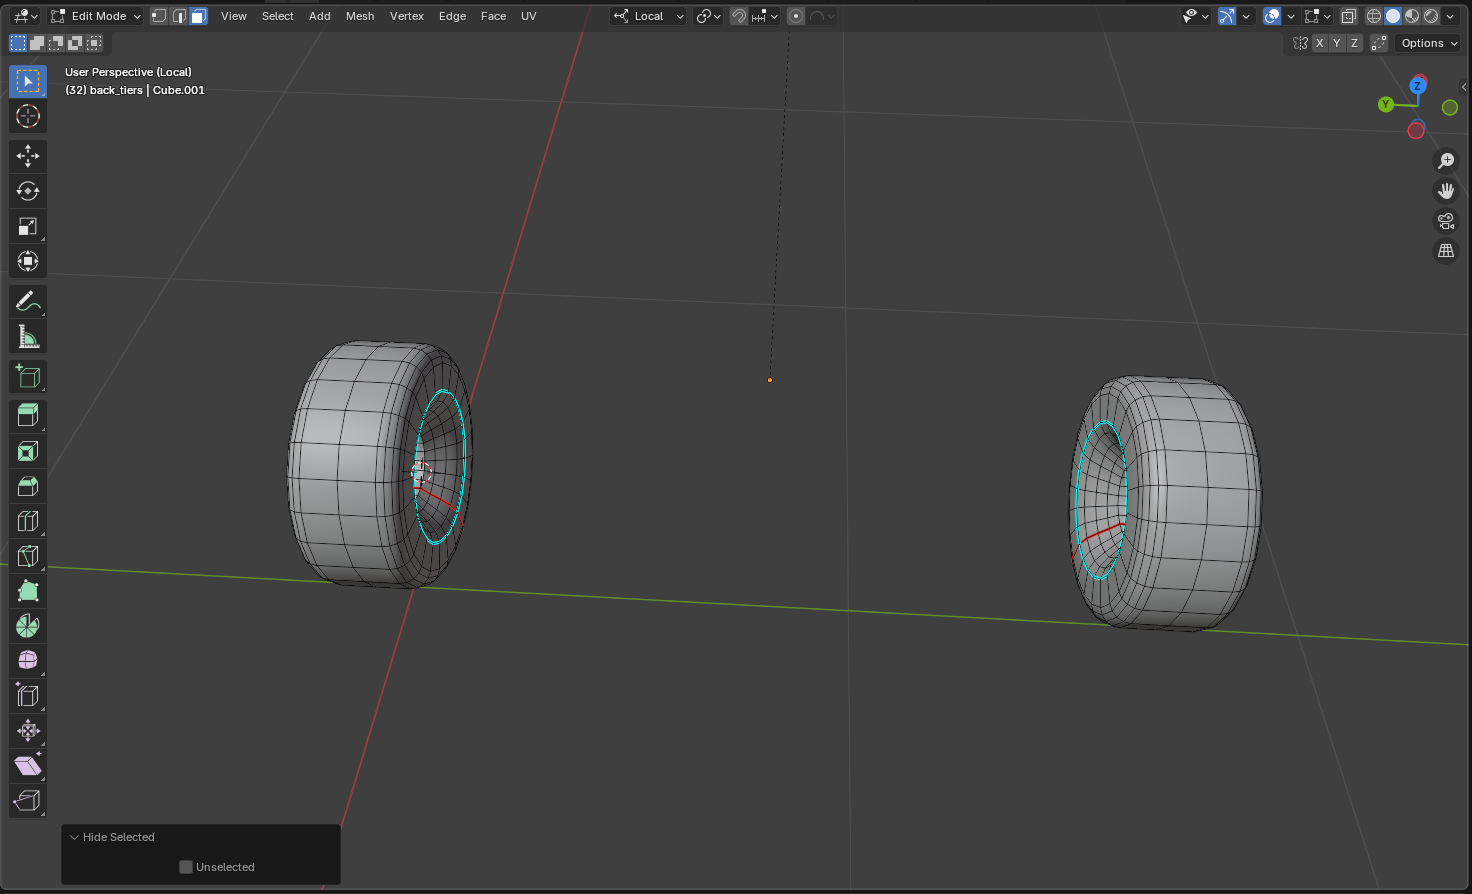 Edit Mode View Select Add Mesh Vertex Edge Face UV Local
X Y Z Options
User Perspective (Local)
(32) back_tiers | Cube.001
Z
Y
Hide Selected
Unselected